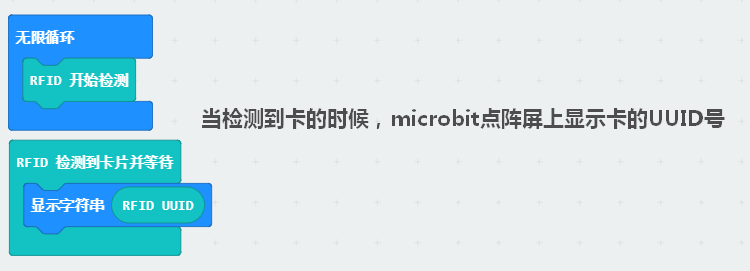 无限循环
RFID 开始检测
当检测到卡的时候，microbit点阵屏上显示卡的UUID号
RFID 检测到卡片并等待
显示字符串 RFID UUID